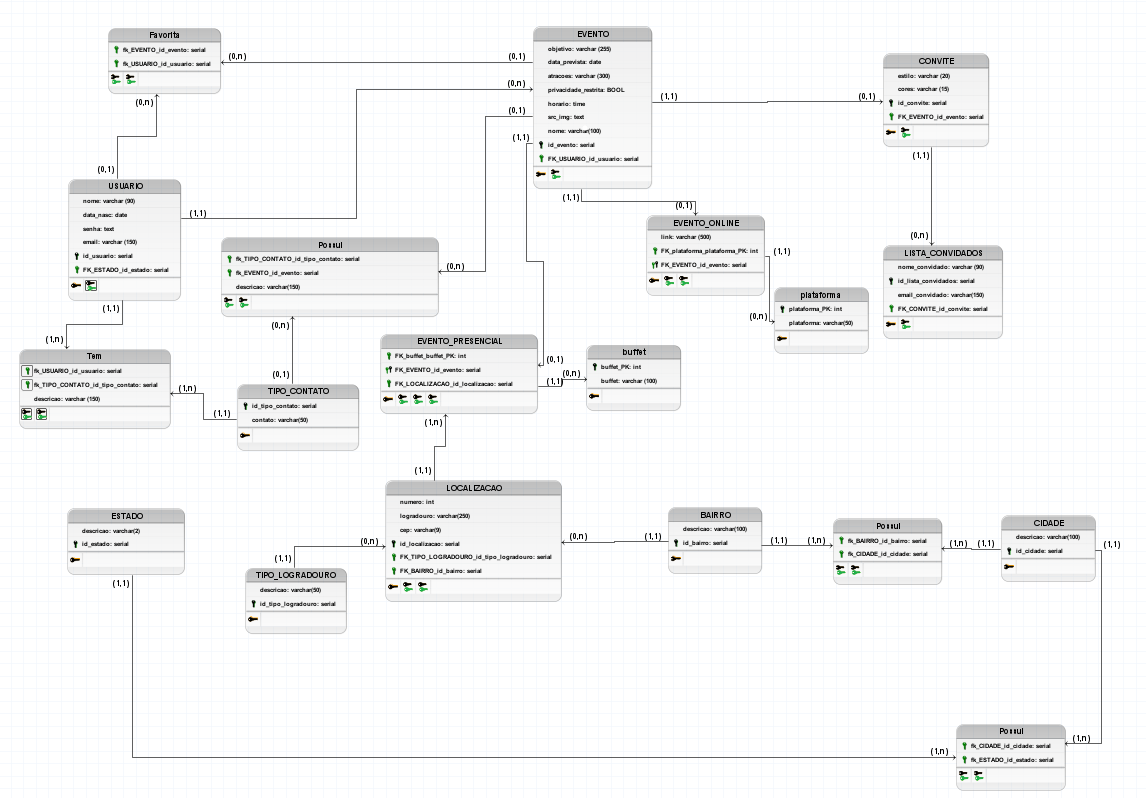 Favorita
fk_EVENTO_id_evento: serial
fk_USUARIO_id_usuario: serial
(0,n)
(0,1)
(0,n)
(0,1)
(0,n)
EVENTO
objetivo: varchar (255)
data_prevista: date
atracoes: varchar (300)
privacidade_restrita: BOOL
horario: time
src_img: text
nome: varchar(100)
id_evento: serial
FK_USUARIO_id_usuario: serial
(0,1)
(1,1)
(1,1)
(0,1)
CONVITE
estilo: varchar (20)
cores: varchar (15)
id_convite: serial
FK_EVENTO_id_evento: serial
(1,1)
(0,n)
(0,1)
USUARIO
nome: varchar (90)
data_nasc: date
senha: text
email: varchar (150)
id_usuario: serial
FK_ESTADO_id_estado: serial
(1,1)
(1,1)
(1,n)
(1,1)
(0,1)
EVENTO_ONLINE
link: varchar (500)
FK_plataforma_plataforma_PK: int
FK_EVENTO_id_evento: serial
(1,1)
(0,n)
plataforma
plataforma_PK: int
plataforma: varchar(50)
LISTA_CONVIDADOS
nome_convidado: varchar (90)
id_lista_convidados: serial
email_convidado: varchar(150)
FK_CONVITE_id_convite: serial
Possui
fk_TIPO_CONTATO_id_tipo_contato: serial
fk_EVENTO_id_evento: serial
descricao: varchar(150)
(0,n)
(0,n)
(0,1)
Tem
fk_USUARIO_id_usuario: serial
fk_TIPO_CONTATO_id_tipo_contato: serial
descricao: varchar (150)
(1,n)
(1,1)
TIPO_CONTATO
id_tipo_contato: serial
contato: varchar(50)
EVENTO_PRESENCIAL
FK_buffet_buffet_PK: int
FK_EVENTO_id_evento: serial
FK_LOCALIZACAO_id_localizacao: serial
(0,1)
(1,1)
(0,n)
buffet
buffet_PK: int
buffet: varchar (100)
(1,n)
(1,1)
LOCALIZACAO
numero: int
logradouro: varchar(250)
cep: varchar(9)
id_localizacao: serial
FK_TIPO_LOGRADOURO_id_tipo_logradouro: serial
FK_BAIRRO_id_bairro: serial
(0,n)
(1,1)
(0,n)
(1,1)
ESTADO
descricao: varchar(2)
id_estado: serial
(1,1)
TIPO_LOGRADOURO
descricao: varchar(50)
id_tipo_logradouro: serial
BAIRRO
descricao: varchar(100)
id_bairro: serial
(1,1)
(1,n)
Possui
fk_BAIRRO_id_bairro: serial
fk_CIDADE_id_cidade: serial
(1,n)
(1,1)
CIDADE
descricao: varchar(100)
id_cidade: serial
(1,1)
(1,n)
(1,n)
Possui
fk_CIDADE_id_cidade: serial
fk_ESTADO_id_estado: serial